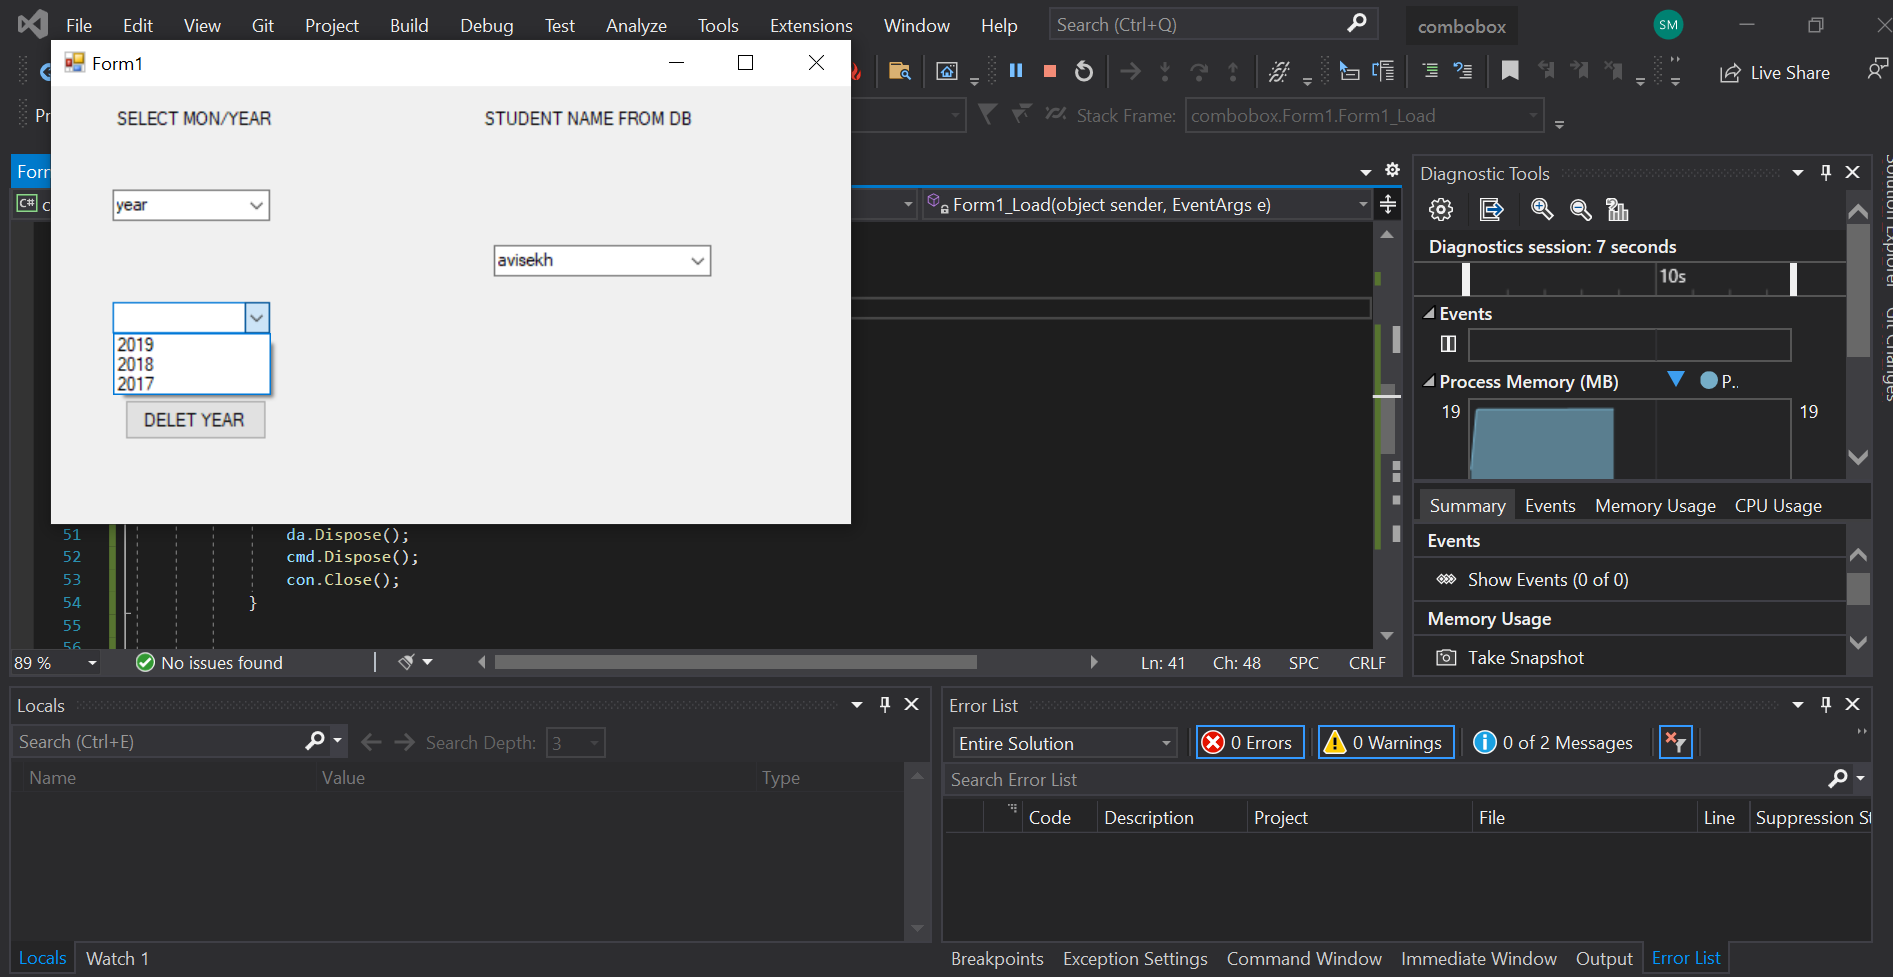 File Edit View Git Project Build Debug Test Analyze Tools Extensions Window Help Search (Ctrl+Q) combobox SM
Form1
Live Share
Stack Frame: combobox.Form1.Form1_Load
SELECT MON/YEAR
STUDENT NAME FROM DB
year
avisekh
2019
2018
2017
DELET YEAR
C#
Form1_Load(object sender, EventArgs e)
51 da.Dispose();
52 cmd.Dispose();
53 con.Close();
54 }
55
56
89 % No issues found Ln: 41 Ch: 48 SPC CRLF
Diagnostic Tools
Diagnostics session: 7 seconds
10s
Events
Process Memory (MB) P..
19 19
Summary Events Memory Usage CPU Usage
Events
Show Events (0 of 0)
Memory Usage
Take Snapshot
Solution Explorer
Git Changes
Locals
Search (Ctrl+E) Search Depth: 3
Name Value Type
Locals Watch 1
Error List
Entire Solution 0 Errors 0 Warnings 0 of 2 Messages
Search Error List
Code Description Project File Line Suppression St
Breakpoints Exception Settings Command Window Immediate Window Output Error List